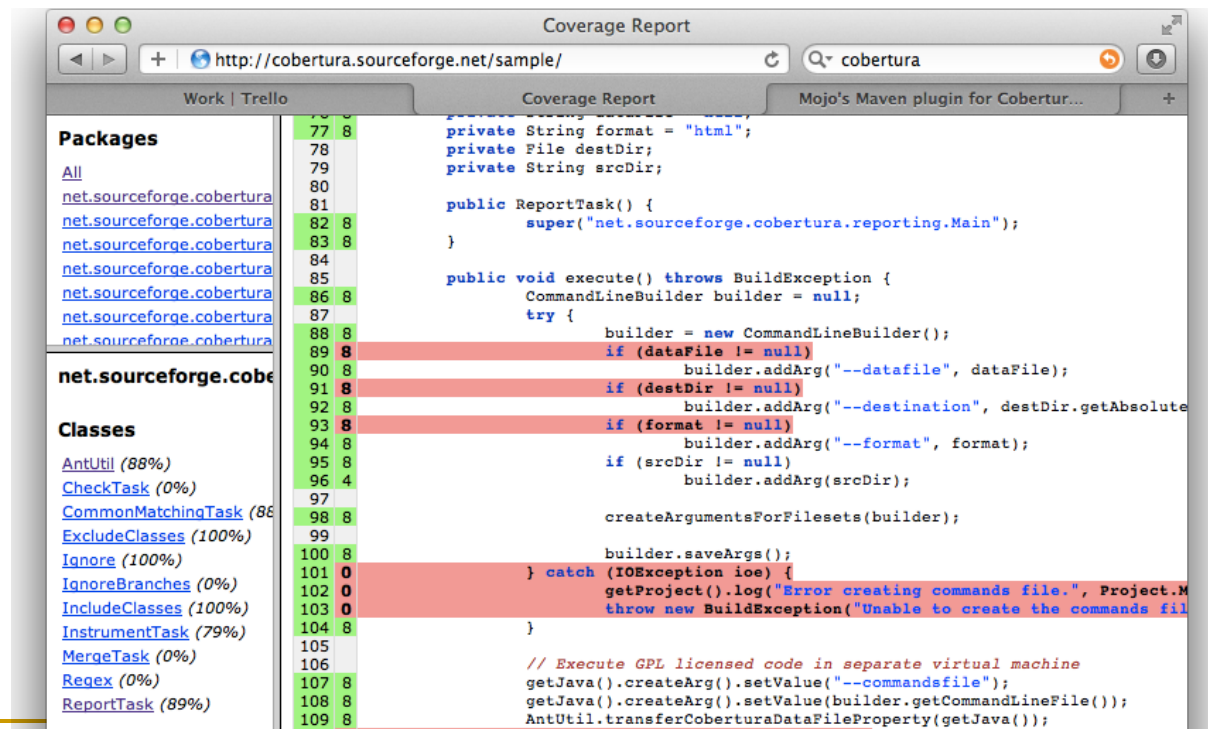 Coverage Report
http://cobertura.sourceforge.net/sample/
cobertura
Work | Trello
Coverage Report
Mojo's Maven plugin for Cobertur...
Packages
All
net.sourceforge.cobertura
net.sourceforge.cobertura
net.sourceforge.cobertura
net.sourceforge.cobertura
net.sourceforge.cobertura
net.sourceforge.cobertura
net.sourceforge.cobertura
net.sourceforge.cobe
Classes
AntUtil (88%)
CheckTask (0%)
CommonMatchingTask (88
ExcludeClasses (100%)
Ignore (100%)
IgnoreBranches (0%)
IncludeClasses (100%)
InstrumentTask (79%)
MergeTask (0%)
Regex (0%)
ReportTask (89%)
77 8 private String format = "html";
78 private File destDir;
79 private String srcDir;
80
81 public ReportTask() {
82 8 super("net.sourceforge.cobertura.reporting.Main");
83 8 }
84
85 public void execute() throws BuildException {
86 8 CommandLineBuilder builder = null;
87 try {
88 8 builder = new CommandLineBuilder();
89 8 if (dataFile != null)
90 8 builder.addArg("--datafile", dataFile);
91 8 if (destDir != null)
92 8 builder.addArg("--destination", destDir.getAbsolute
93 8 if (format != null)
94 8 builder.addArg("--format", format);
95 8 if (srcDir != null)
96 4 builder.addArg(srcDir);
97
98 8 createArgumentsForFilesets(builder);
99
100 8 builder.saveArgs();
101 0 } catch (IOException ioe) {
102 0 getProject().log("Error creating commands file.", Project.M
103 0 throw new BuildException("Unable to create the commands fil
104 8 }
105
106 // Execute GPL licensed code in separate virtual machine
107 8 getJava().createArg().setValue("--commandsfile");
108 8 getJava().createArg().setValue(builder.getCommandLineFile());
109 8 AntUtil.transferCoberturaDataFileProperty(getJava());